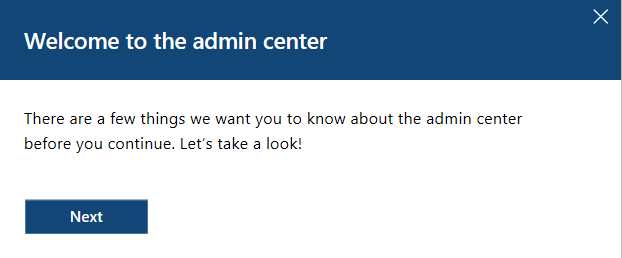 Welcome to the admin center
There are a few things we want you to know about the admin center
before you continue. Let's take a look!
Next